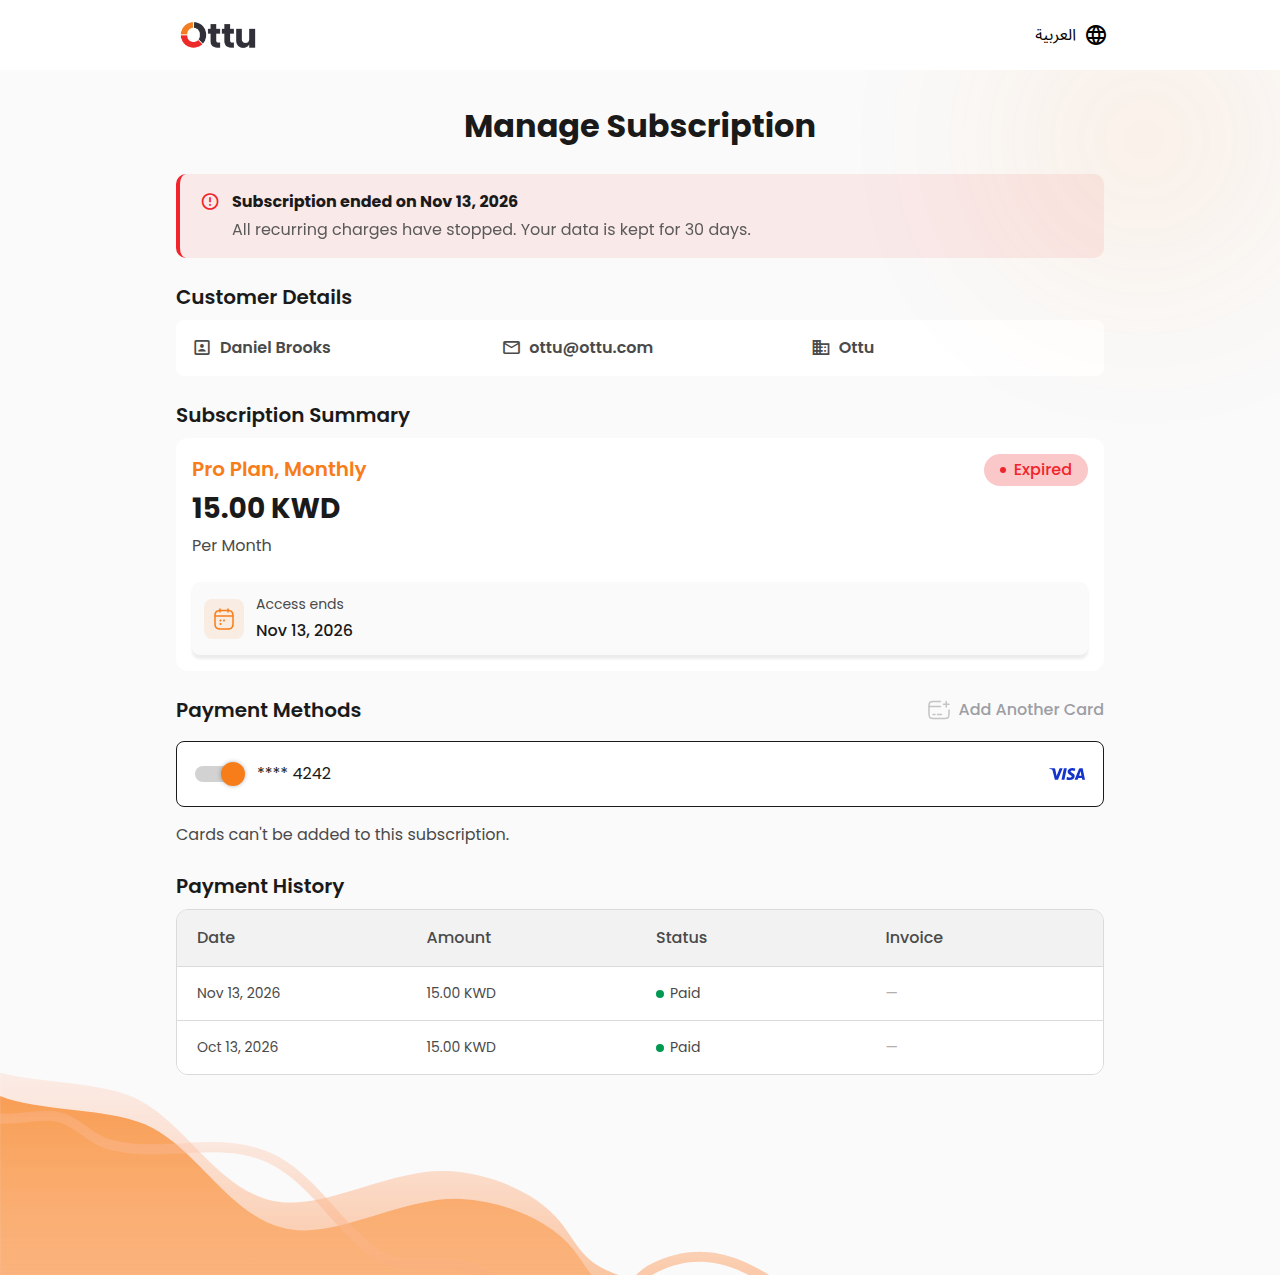 Ottu
العربية
Manage Subscription
Subscription ended on Nov 13, 2026
All recurring charges have stopped. Your data is kept for 30 days.
Customer Details
Daniel Brooks
ottu@ottu.com
Ottu
Subscription Summary
Pro Plan, Monthly
Expired
15.00 KWD
Per Month
Access ends
Nov 13, 2026
Payment Methods
Add Another Card
**** 4242
VISA
Cards can't be added to this subscription.
Payment History
Date Amount Status Invoice
Nov 13, 2026 15.00 KWD Paid —
Oct 13, 2026 15.00 KWD Paid —